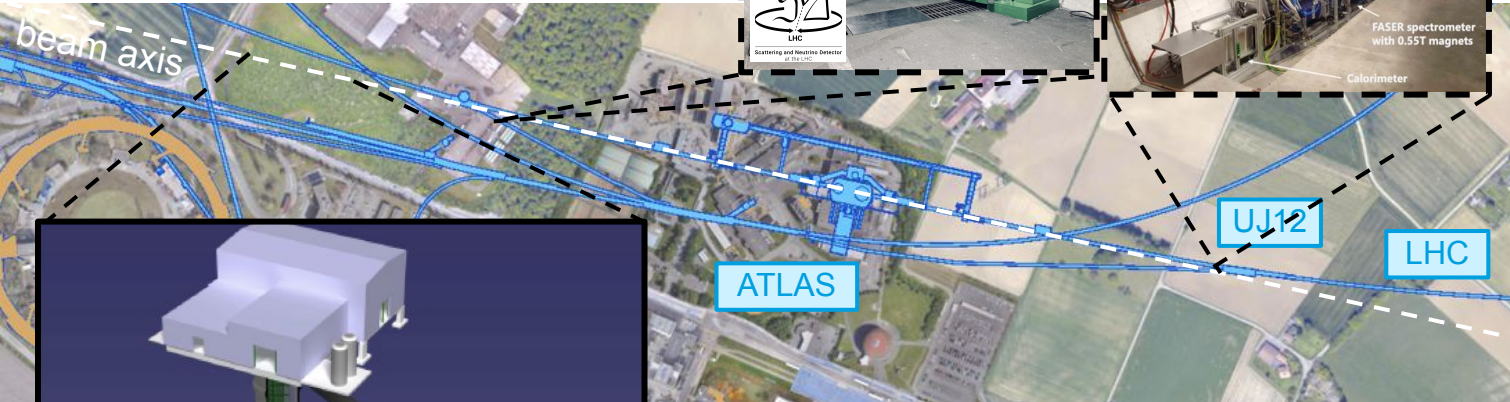 beam axis
LHC
Scattering and Neutrino Detector
at the LHC
FASER spectrometer
with 0.55T magnets
Calorimeter
UJ12
LHC
ATLAS